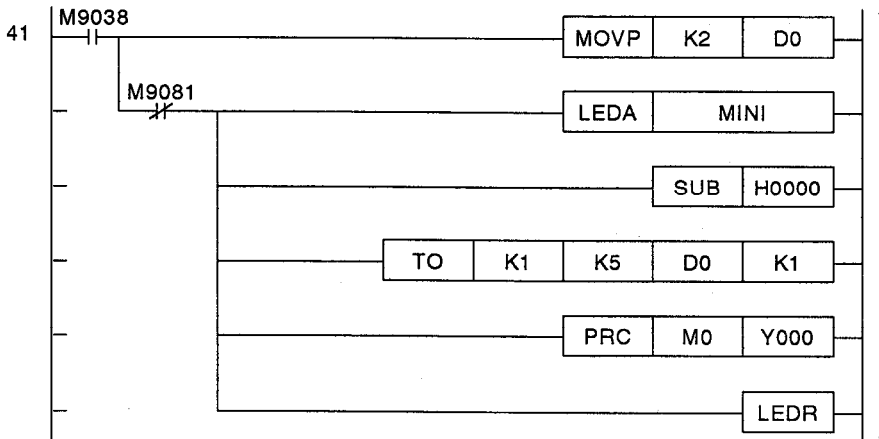 M9038
41 MOVP K2 D0
M9081
LEDA MINI
SUB H0000
TO K1 K5 D0 K1
PRC M0 Y000
LEDR